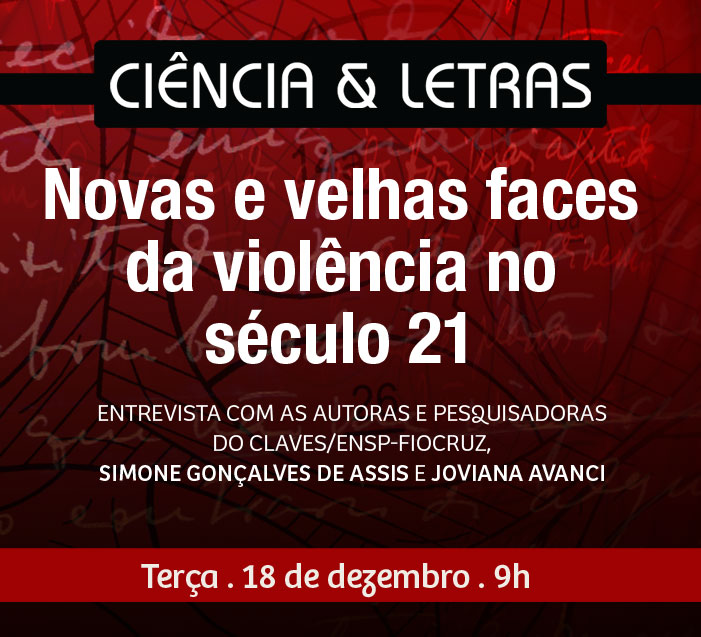 CIÊNCIA & LETRAS
Novas e velhas faces
da violência no
século 21
ENTREVISTA COM AS AUTORAS E PESQUISADORAS
DO CLAVES/ENSP-FIOCRUZ,
SIMONE GONÇALVES DE ASSIS E JOVIANA AVANCI
Terça . 18 de dezembro . 9h